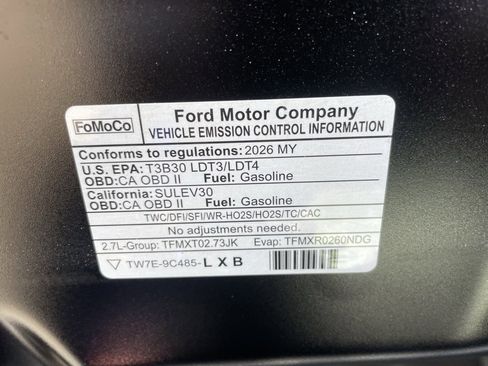 FoMoCo
Ford Motor Company
VEHICLE EMISSION CONTROL INFORMATION
Conforms to regulations: 2026 MY
U.S. EPA: T3B30 LDT3/LDT4
OBD: CA OBD II Fuel: Gasoline
California: SULEV30
OBD: CA OBD II Fuel: Gasoline
TWC/DFI/SFI/WR-HO2S/HO2S/TC/CAC
No adjustments needed.
2.7L-Group: TFMXT02.73JK Evap: TFMXR0260NDG
TW7E-9C485-L X B